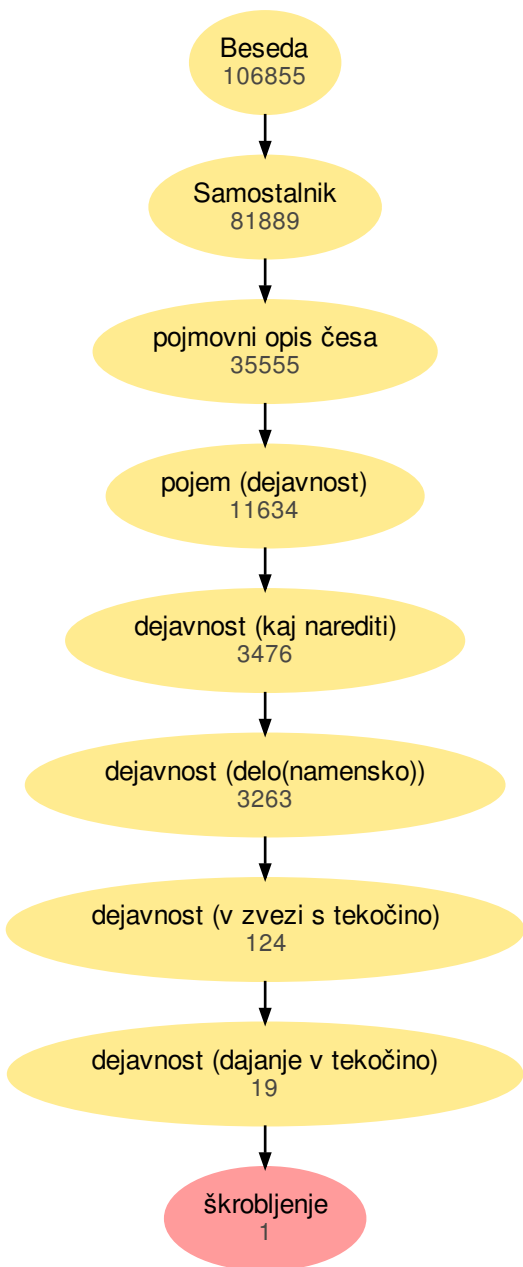 Beseda
106855
Samostalnik
81889
pojmovni opis česa
35555
pojem (dejavnost)
11634
dejavnost (kaj narediti)
3476
dejavnost (delo(namensko))
3263
dejavnost (v zvezi s tekočino)
124
dejavnost (dajanje v tekočino)
19
škrobljenje
1